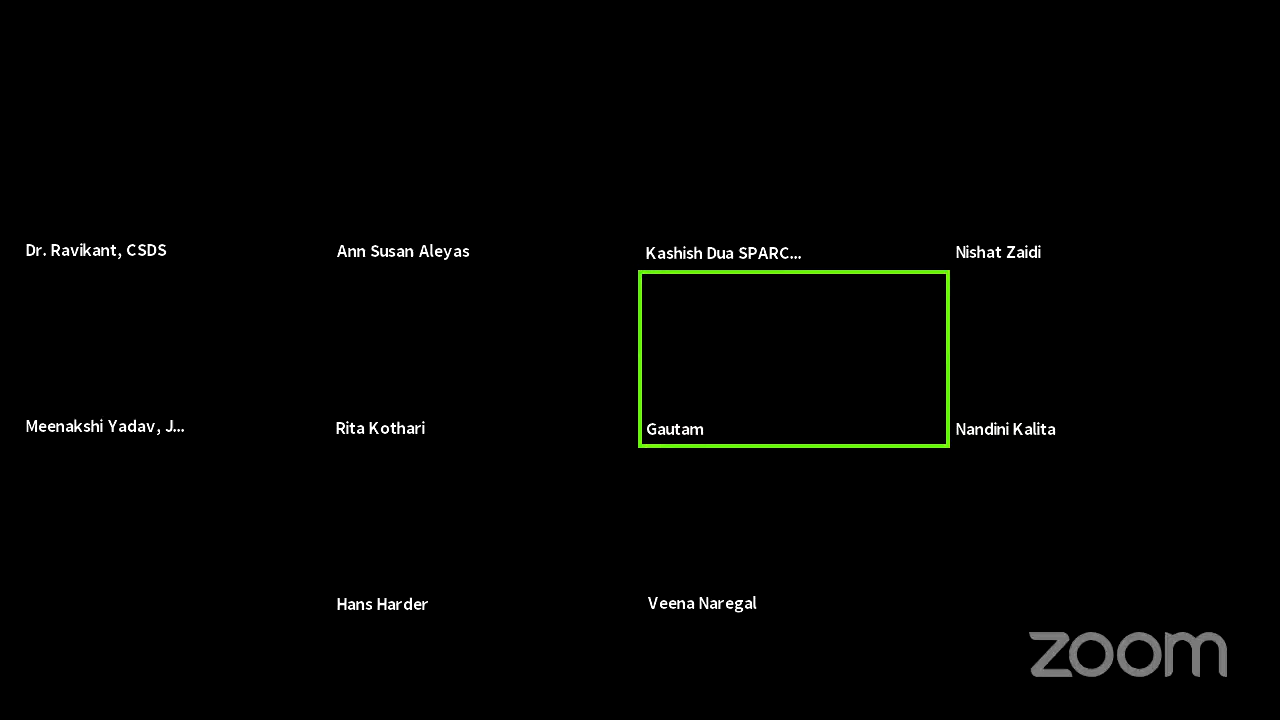 Dr. Ravikant, CSDS
Ann Susan Aleyas
Kashish Dua SPARC...
Nishat Zaidi
Meenakshi Yadav, J...
Rita Kothari
Gautam
Nandini Kalita
Hans Harder
Veena Naregal
zoom